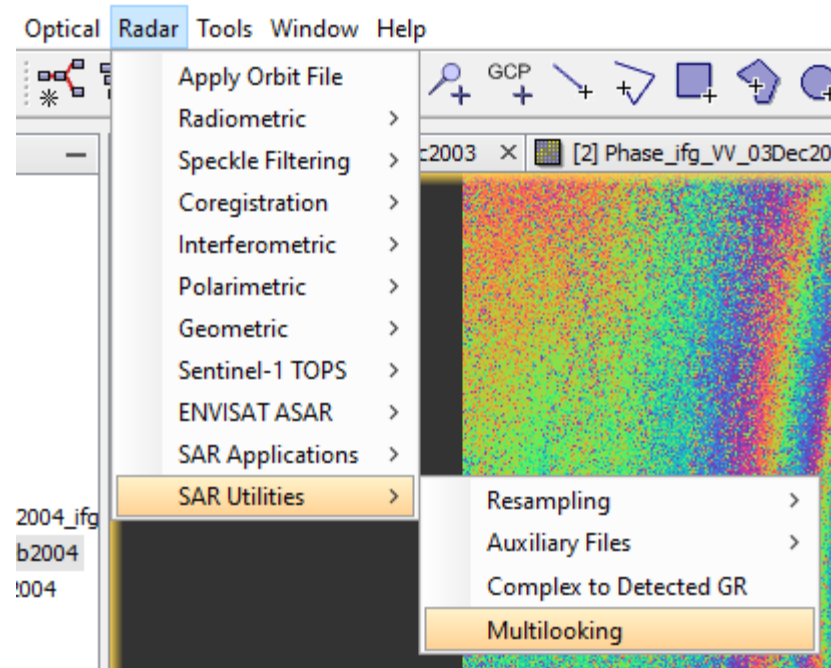 Optical Radar Tools Window Help
GCP
Apply Orbit File
Radiometric
c2003 [2] Phase_ifg_VV_03Dec20
Speckle Filtering
Coregistration
Interferometric
Polarimetric
Geometric
Sentinel-1 TOPS
ENVISAT ASAR
SAR Applications
SAR Utilities
2004_ifg
b2004
2004
Resampling
Auxiliary Files
Complex to Detected GR
Multilooking